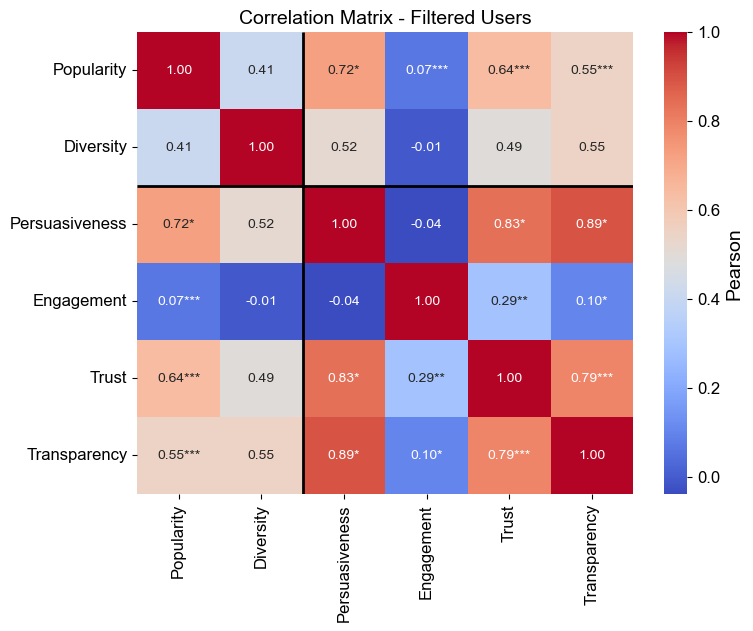 Correlation Matrix - Filtered Users
Popularity 1.00 0.41 0.72* 0.07*** 0.64*** 0.55***
Diversity 0.41 1.00 0.52 -0.01 0.49 0.55
Persuasiveness 0.72* 0.52 1.00 -0.04 0.83* 0.89*
Engagement 0.07*** -0.01 -0.04 1.00 0.29** 0.10*
Trust 0.64*** 0.49 0.83* 0.29** 1.00 0.79***
Transparency 0.55*** 0.55 0.89* 0.10* 0.79*** 1.00
Popularity
Diversity
Persuasiveness
Engagement
Trust
Transparency
1.0
0.8
0.6
0.4
0.2
0.0
Pearson